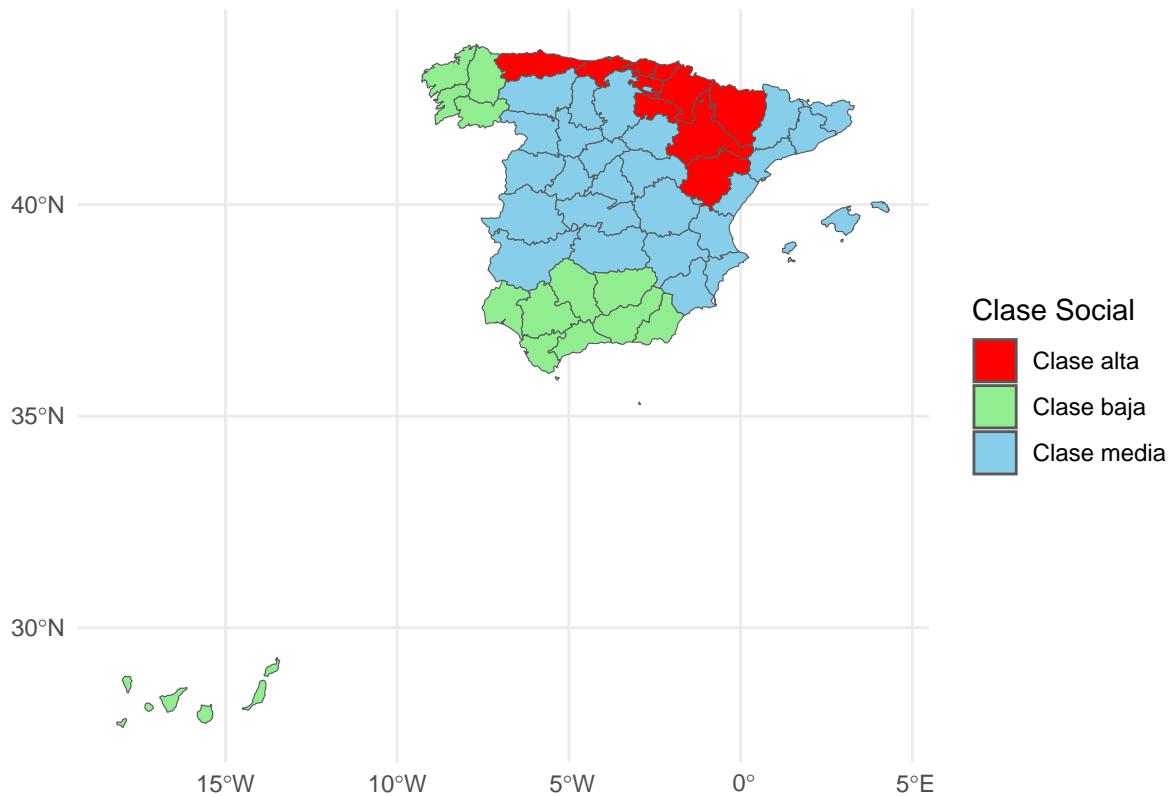 40°N
35°N
30°N
15°W
10°W
5°W
0°
5°E
Clase Social
Clase alta
Clase baja
Clase media